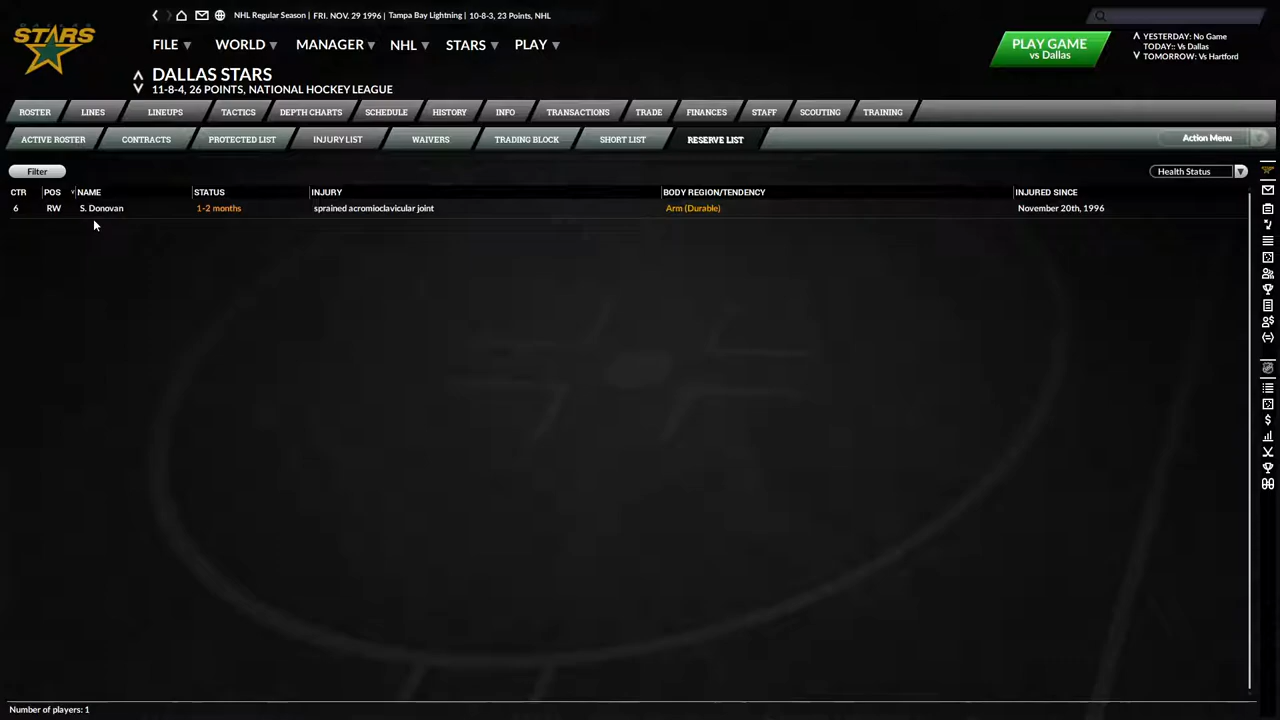 DALLAS
STARS
NHL Regular Season | FRI. NOV. 29 1996 | Tampa Bay Lightning | 10-8-3, 23 Points, NHL
FILE WORLD MANAGER NHL STARS PLAY
PLAY GAME
vs Dallas
YESTERDAY: No Game
TODAY:: Vs Dallas
TOMORROW: Vs Hartford
DALLAS STARS
11-8-4, 26 POINTS, NATIONAL HOCKEY LEAGUE
ROSTER LINES LINEUPS TACTICS DEPTH CHARTS SCHEDULE HISTORY INFO TRANSACTIONS TRADE FINANCES STAFF SCOUTING TRAINING
ACTIVE ROSTER CONTRACTS PROTECTED LIST INJURY LIST WAIVERS TRADING BLOCK SHORT LIST RESERVE LIST Action Menu
Filter Health Status
CTR POS NAME STATUS INJURY BODY REGION/TENDENCY INJURED SINCE
6 RW S. Donovan 1-2 months sprained acromioclavicular joint Arm (Durable) November 20th, 1996
Number of players: 1